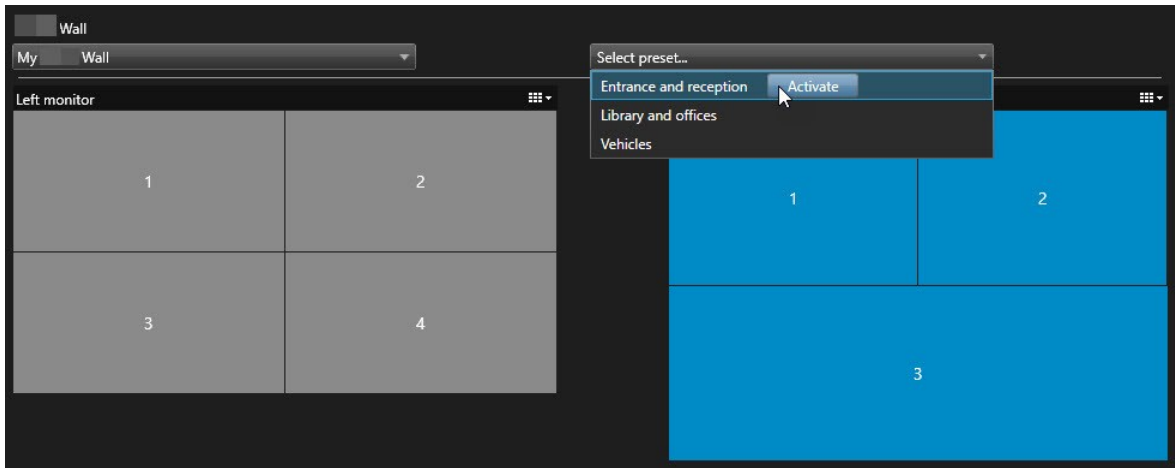 Wall
My Wall
Select preset...
Entrance and reception Activate
Library and offices
Vehicles
Left monitor
1 2
3 4
1 2
3